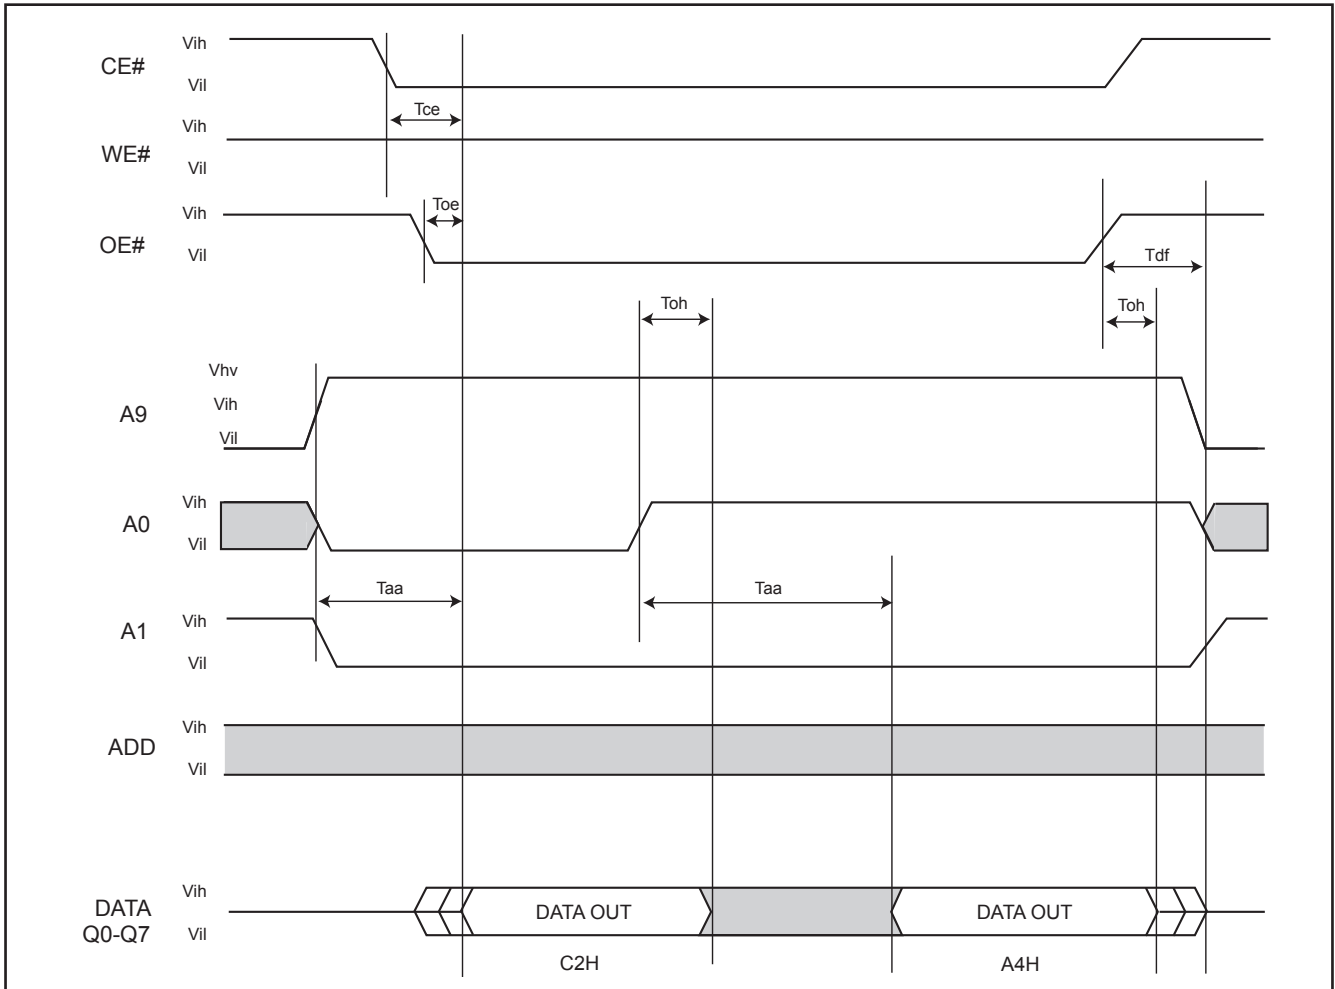 Vih
CE#
Vil
Tce
Vih
WE#
Vil
Toe
Vih
OE#
Vil
Tdf
Toh
Toh
Vhv
Vih
A9
Vil
Vih
A0
Vil
Taa
Taa
Vih
A1
Vil
Vih
ADD
Vil
Vih
DATA
Q0-Q7
Vil
DATA OUT
DATA OUT
C2H
A4H